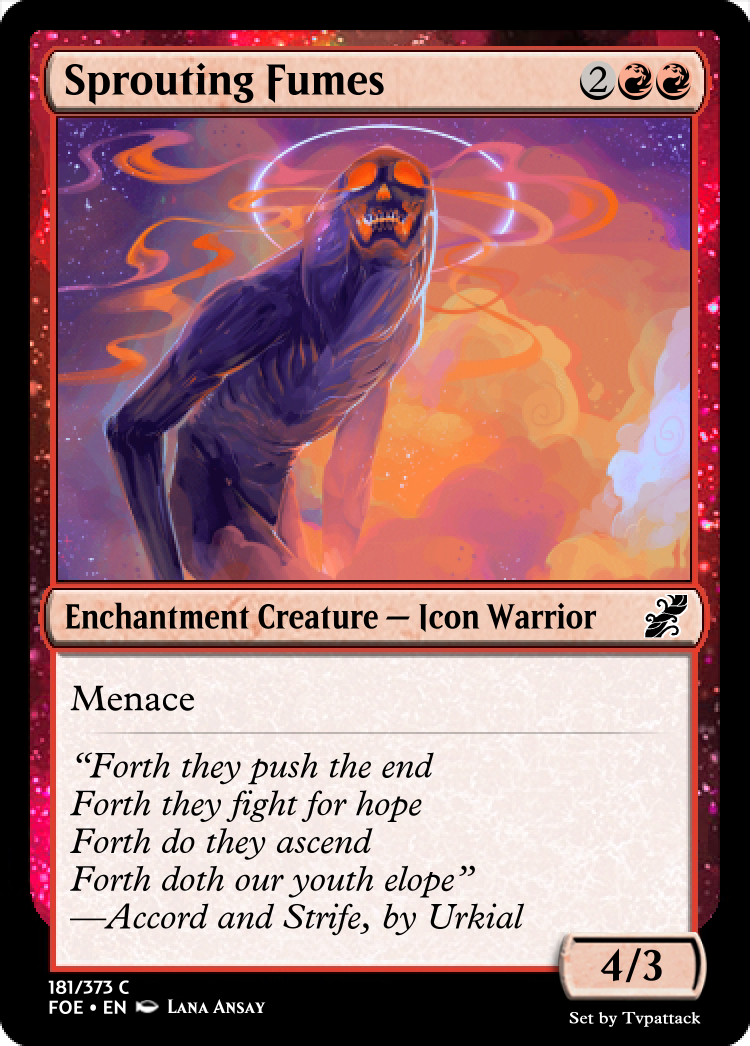 Sprouting Fumes 2
Enchantment Creature — Icon Warrior
Menace
“Forth they push the end
Forth they fight for hope
Forth do they ascend
Forth doth our youth elope”
—Accord and Strife, by Urkial
4/3
181/373 C
FOE • EN Lana Ansay
Set by Tvpattack